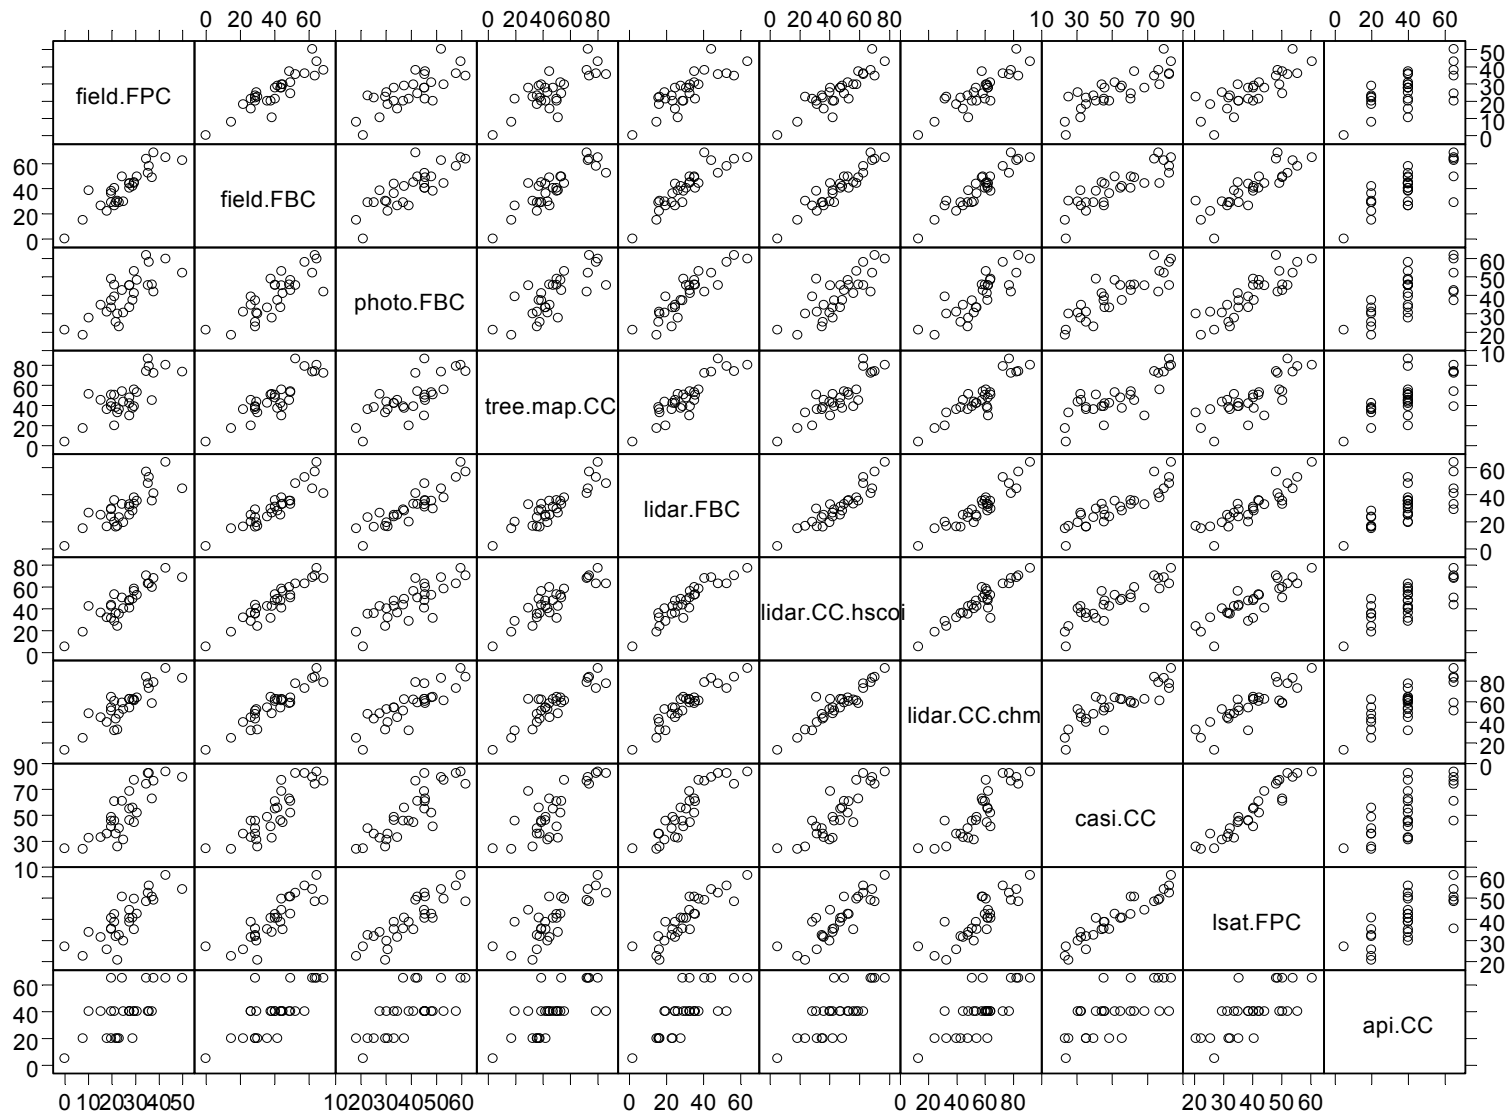 0 20 40 60 0 20 40 60 80 0 20 40 60 80 10 30 50 70 90 0 20 40 60
field.FPC 0 10 20 30 40 50
0 20 40 60 field.FBC
photo.FBC 20 30 40 50 60
10
0 20 40 60 80 tree.map.CC
lidar.FBC 0 20 40 60
0 20 40 60 80 lidar.CC.hscoi
lidar.CC.chm 0 20 40 60 80
30 50 70 90 casi.CC
10
lsat.FPC 20 30 40 50 60
0 20 40 60 api.CC
0 10 20 30 40 50 10 20 30 40 50 60 0 20 40 60 0 20 40 60 80 20 30 40 50 60